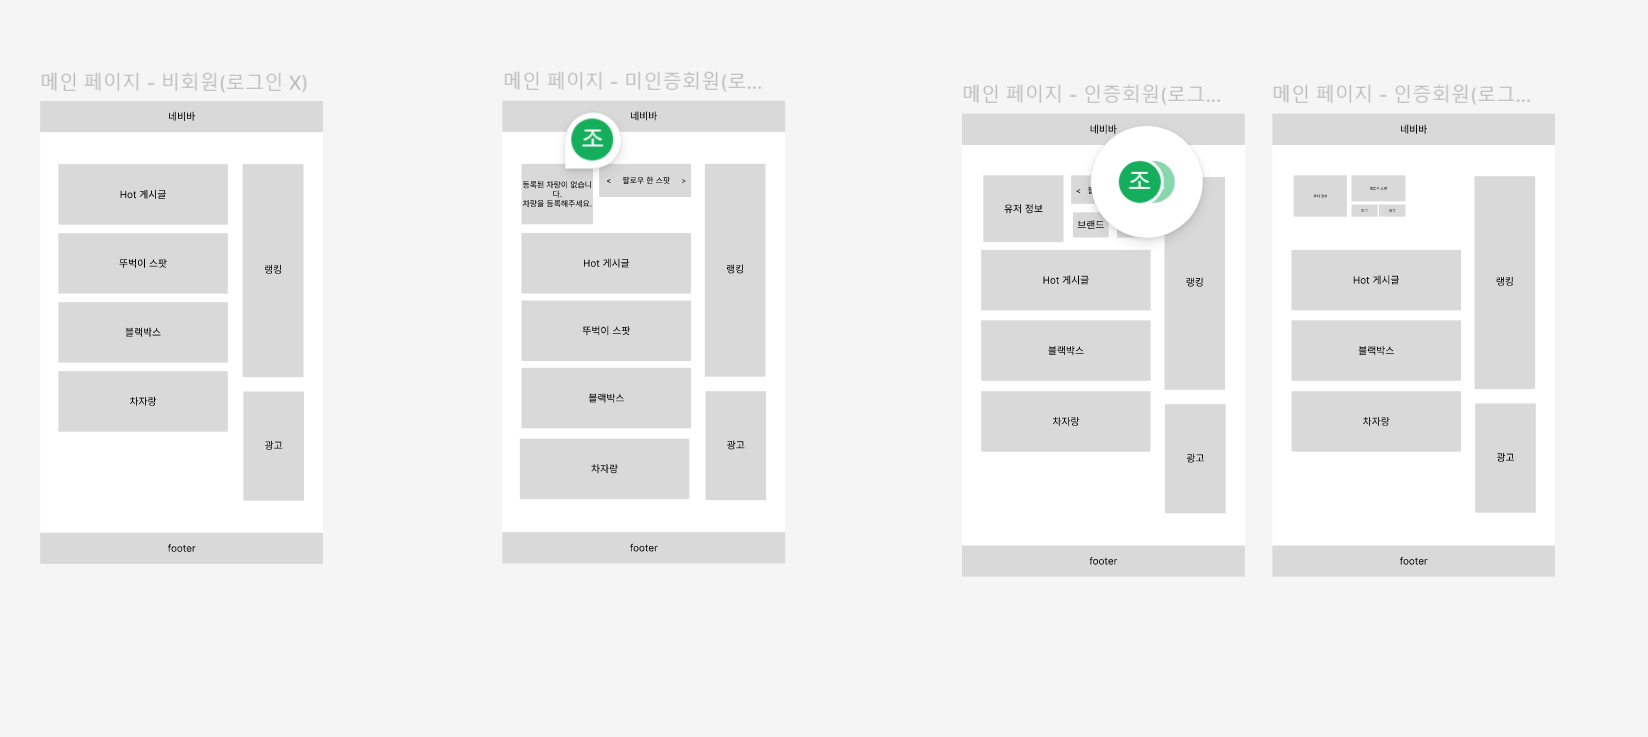 메인 페이지 - 비회원(로그인 X)
네비바
Hot 게시글
뚜벅이 스팟
블랙박스
차자랑
랭킹
광고
footer
메인 페이지 - 미인증회원(로...
네비바
조
등록된 차량이 없습니
다.
차량을 등록해주세요.
< 팔로우 한 스팟 >
Hot 게시글
뚜벅이 스팟
블랙박스
차자랑
랭킹
광고
footer
메인 페이지 - 인증회원(로그...
네비바
조
유저 정보
<
브랜드
Hot 게시글
블랙박스
차자랑
랭킹
광고
footer
메인 페이지 - 인증회원(로그...
네비바
유저 정보
Hot 게시글
블랙박스
차자랑
랭킹
광고
footer